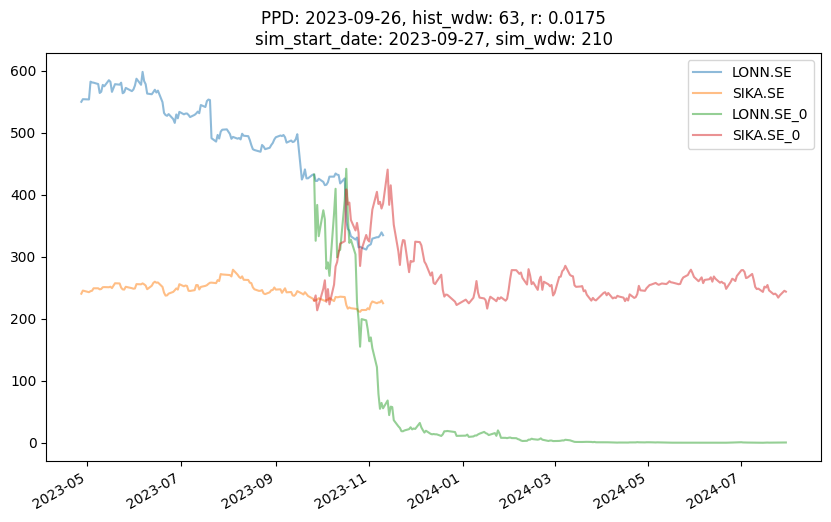 PPD: 2023-09-26, hist_wdw: 63, r: 0.0175
sim_start_date: 2023-09-27, sim_wdw: 210
600
500
400
300
200
100
0
LONN.SE
SIKA.SE
LONN.SE_0
SIKA.SE_0
2023-05
2023-07
2023-09
2023-11
2024-01
2024-03
2024-05
2024-07